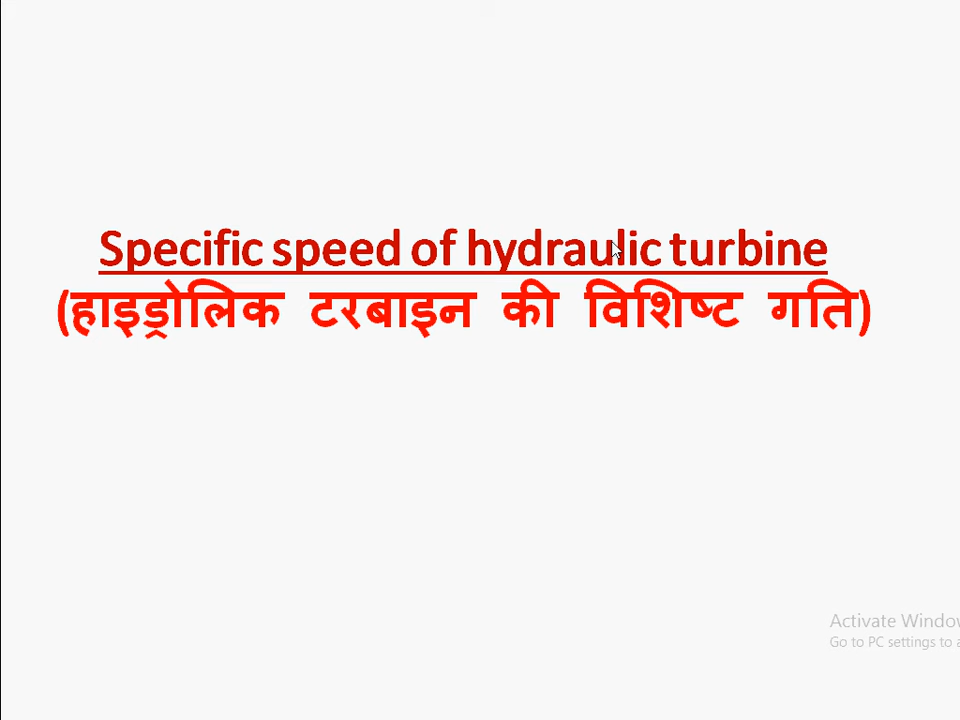 Specific speed of hydraulic turbine
(हाइड्रोलिक टरबाइन की विशिष्ट गति)
Activate Window
Go to PC settings to a